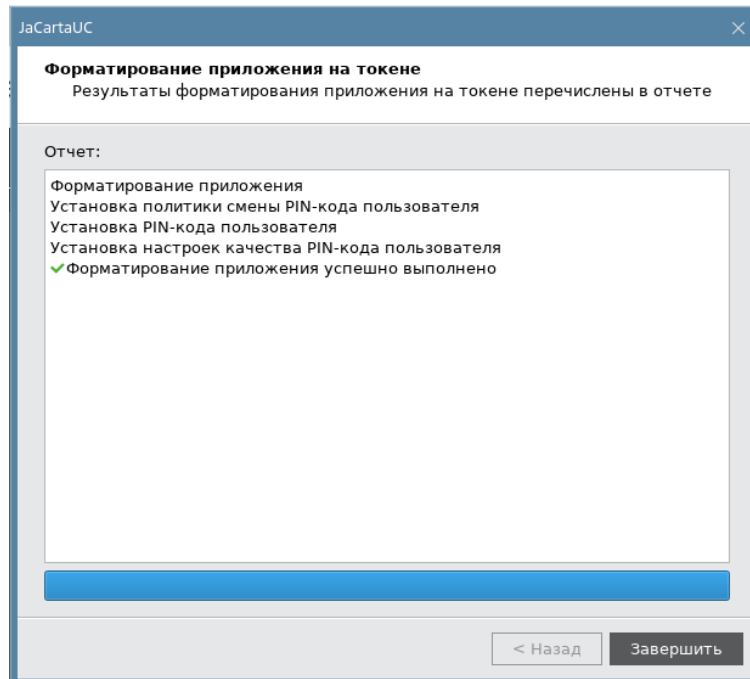 JaCartaUC
Форматирование приложения на токене
Результаты форматирования приложения на токене перечислены в отчете
Отчет:
Форматирование приложения
Установка политики смены PIN-кода пользователя
Установка PIN-кода пользователя
Установка настроек качества PIN-кода пользователя
Форматирование приложения успешно выполнено
< Назад
Завершить